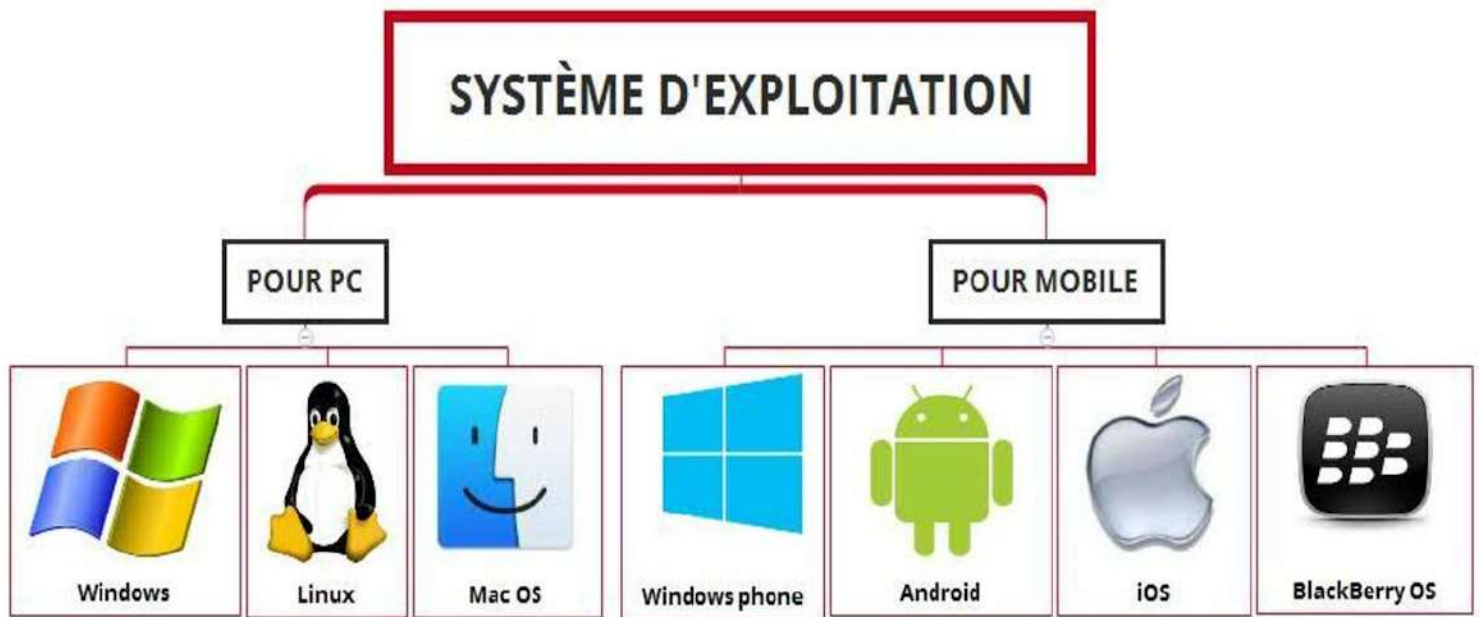 SYSTÈME D'EXPLOITATION
POUR PC
POUR MOBILE
Windows
Linux
Mac OS
Windows phone
Android
iOS
BlackBerry OS